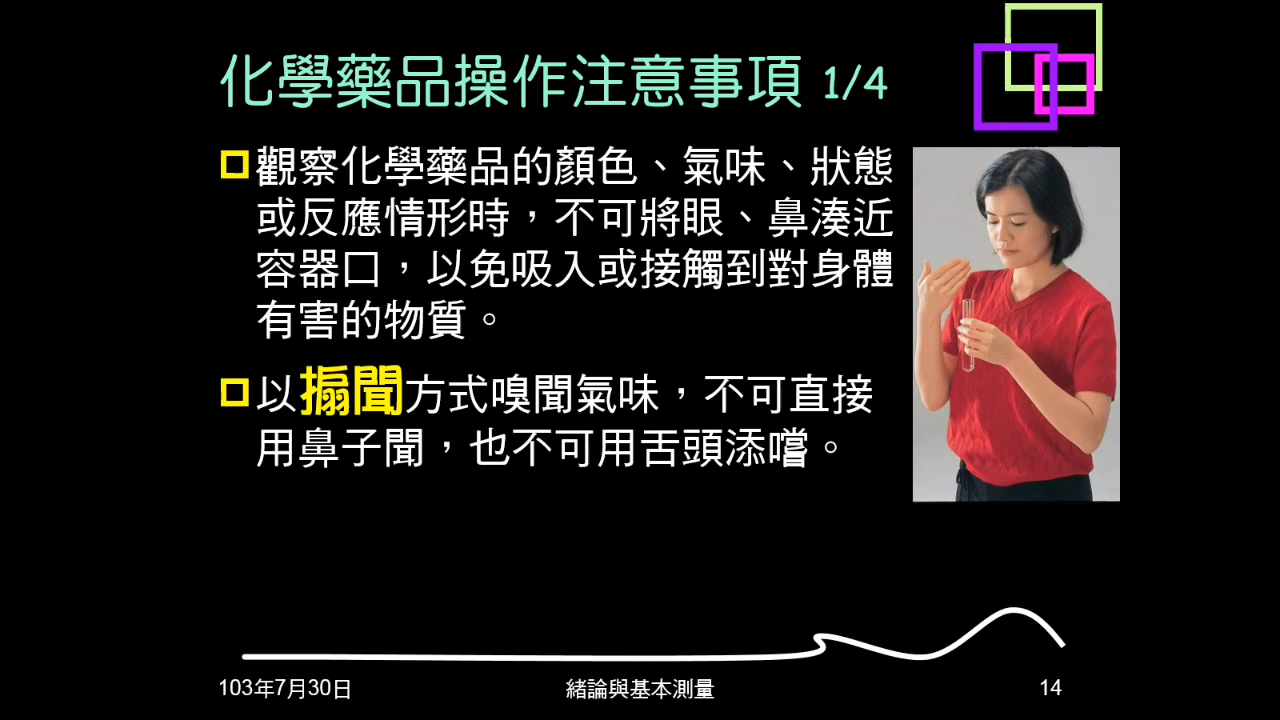 化學藥品操作注意事項 1/4
觀察化學藥品的顏色、氣味、狀態
或反應情形時，不可將眼、鼻湊近
容器口，以免吸入或接觸到對身體
有害的物質。
以搧聞方式嗅聞氣味，不可直接
用鼻子聞，也不可用舌頭添嚐。
103年7月30日
緒論與基本測量
14